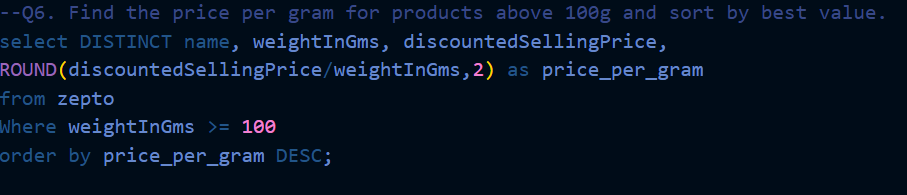 --Q6. Find the price per gram for products above 100g and sort by best value.
select DISTINCT name, weightInGms, discountedSellingPrice,
ROUND(discountedSellingPrice/weightInGms,2) as price_per_gram
from zepto
Where weightInGms >= 100
order by price_per_gram DESC;